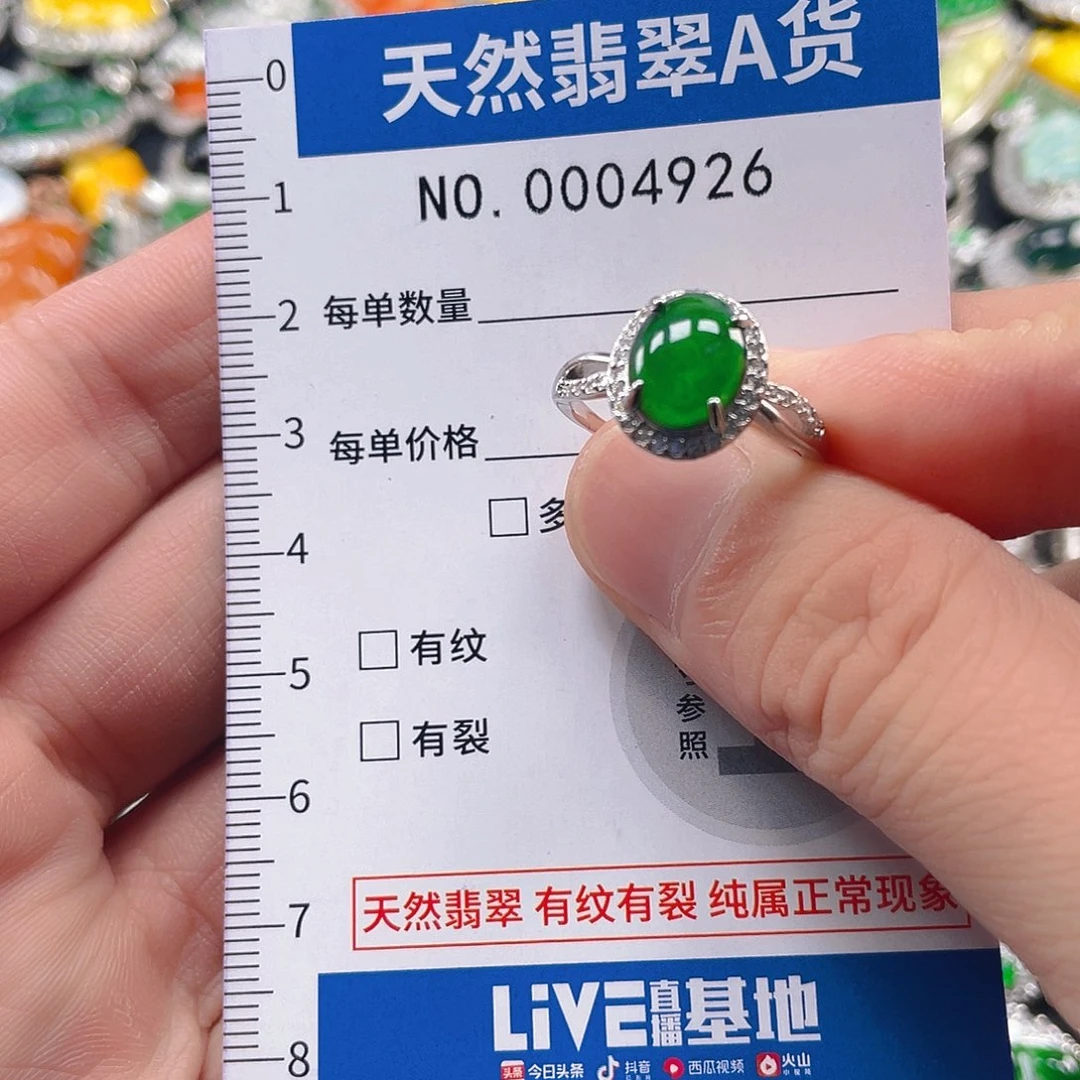 天然翡翠A货
NO. 0004926
每单数量
每单价格
多
有纹
有裂
参
照
天然翡翠 有纹有裂 纯属正常现象
LiVE直播基地
头条 今日头条 抖音 西瓜视频 火山
0
1
2
3
4
5
6
7
8